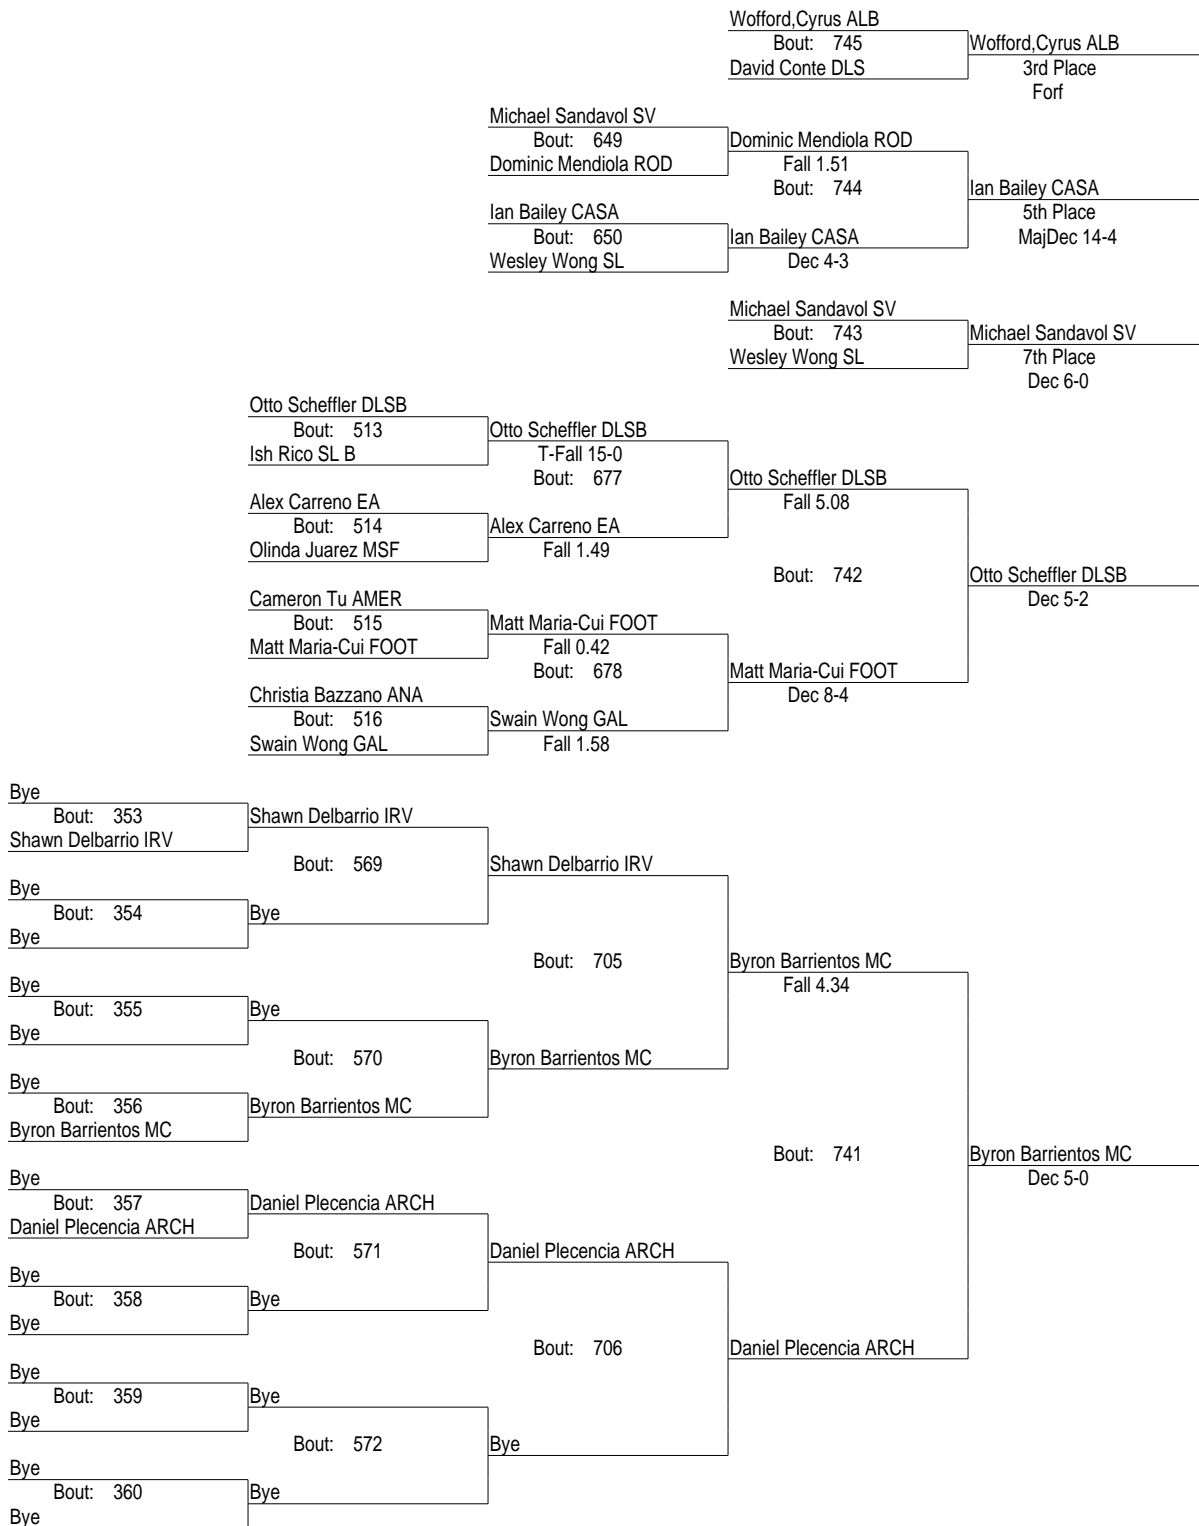 Wofford,Cyrus ALB
Bout: 745
David Conte DLS
Wofford,Cyrus ALB
3rd Place
Forf
Michael Sandavol SV
Bout: 649
Dominic Mendiola ROD
Dominic Mendiola ROD
Fall 1.51
Bout: 744
Ian Bailey CASA
5th Place
MajDec 14-4
Ian Bailey CASA
Bout: 650
Wesley Wong SL
Ian Bailey CASA
Dec 4-3
Michael Sandavol SV
Bout: 743
Wesley Wong SL
Michael Sandavol SV
7th Place
Dec 6-0
Otto Scheffler DLSB
Bout: 513
Ish Rico SL B
Otto Scheffler DLSB
T-Fall 15-0
Bout: 677
Otto Scheffler DLSB
Fall 5.08
Alex Carreno EA
Bout: 514
Olinda Juarez MSF
Alex Carreno EA
Fall 1.49
Bout: 742
Otto Scheffler DLSB
Dec 5-2
Cameron Tu AMER
Bout: 515
Matt Maria-Cui FOOT
Matt Maria-Cui FOOT
Fall 0.42
Bout: 678
Matt Maria-Cui FOOT
Dec 8-4
Christia Bazzano ANA
Bout: 516
Swain Wong GAL
Swain Wong GAL
Fall 1.58
Bye
Bout: 353
Shawn Delbarrio IRV
Shawn Delbarrio IRV
Bout: 569
Shawn Delbarrio IRV
Bye
Bout: 354
Bye
Bye
Bout: 705
Byron Barrientos MC
Fall 4.34
Bye
Bout: 355
Bye
Bye
Bout: 570
Byron Barrientos MC
Bye
Bout: 356
Byron Barrientos MC
Byron Barrientos MC
Bout: 741
Byron Barrientos MC
Dec 5-0
Bye
Bout: 357
Daniel Plecencia ARCH
Daniel Plecencia ARCH
Bout: 571
Daniel Plecencia ARCH
Bye
Bout: 358
Bye
Bye
Bout: 706
Daniel Plecencia ARCH
Bye
Bout: 359
Bye
Bye
Bout: 572
Bye
Bye
Bout: 360
Bye
Bye